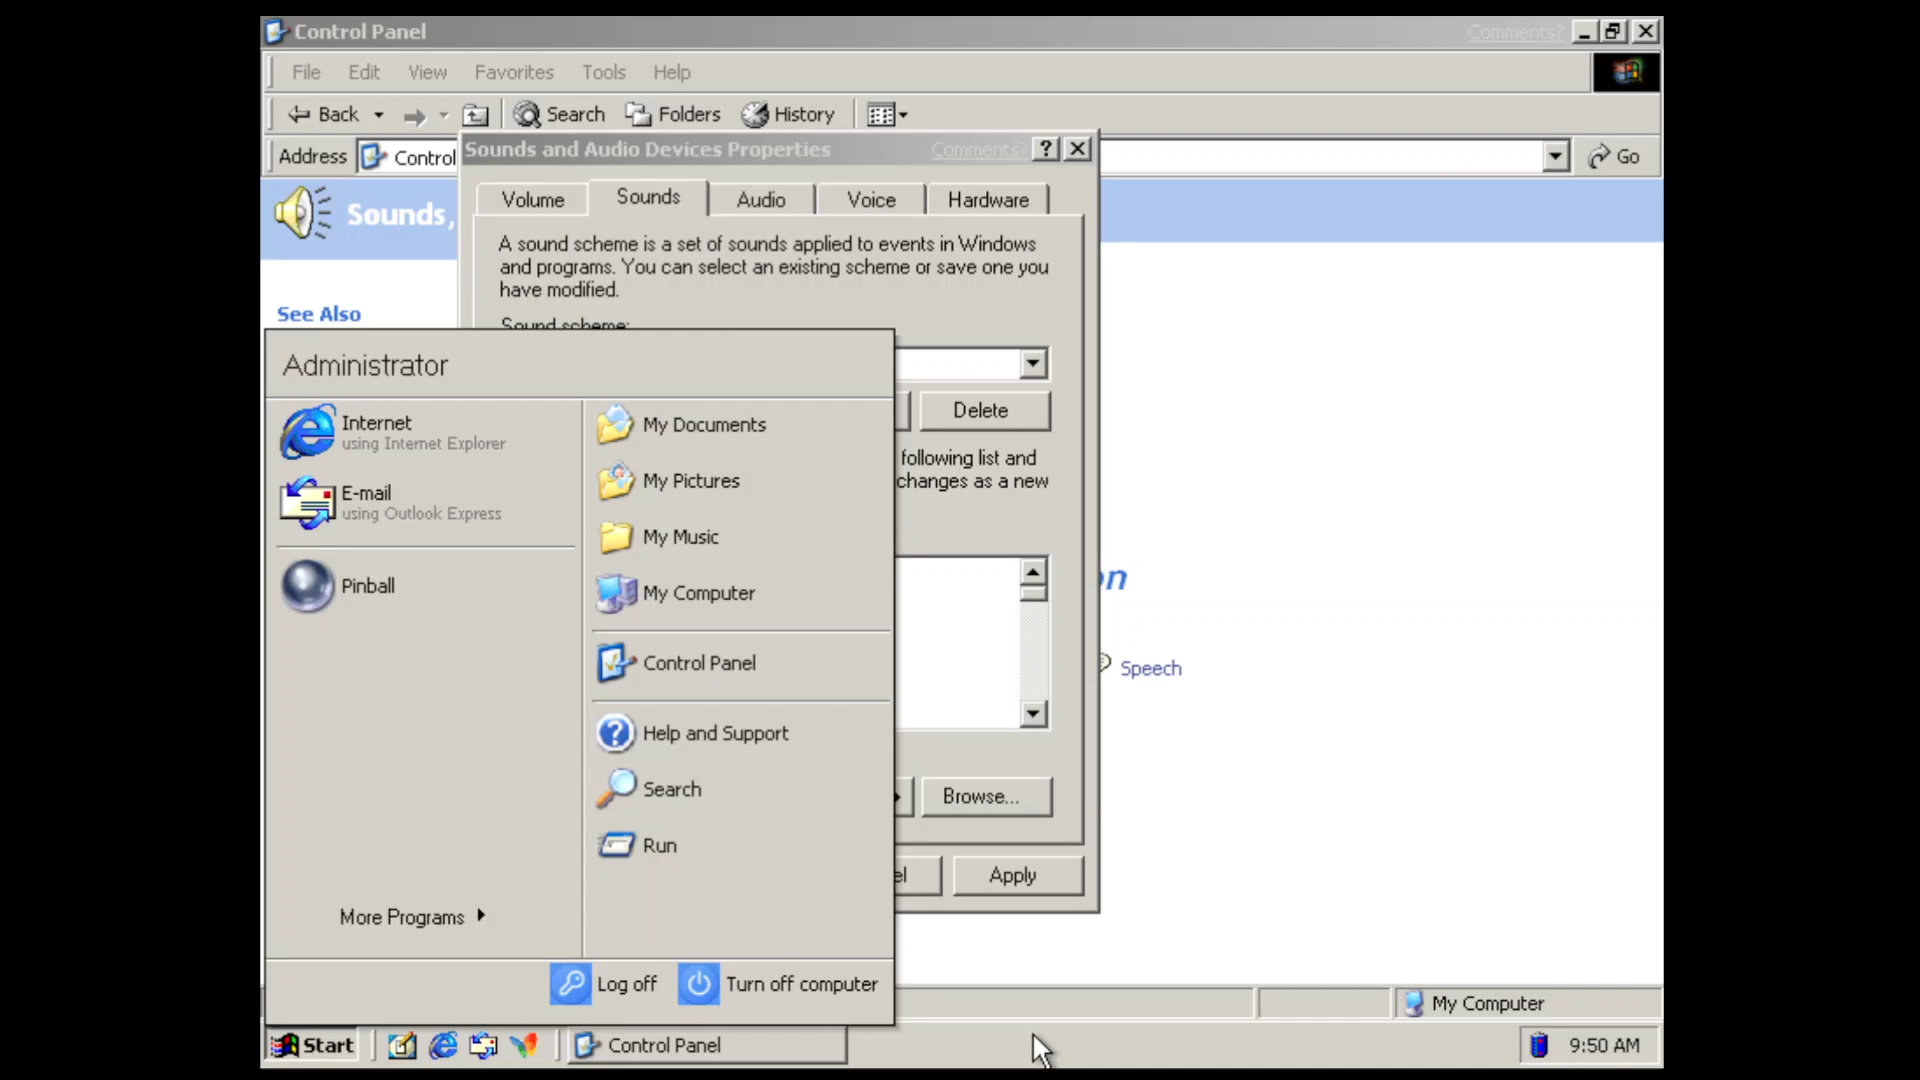 Control Panel
Comments?
File Edit View Favorites Tools Help
Back Search Folders History
Address Control Go
Sounds and Audio Devices Properties
Comments?
Sounds,
Volume Sounds Audio Voice Hardware
A sound scheme is a set of sounds applied to events in Windows
and programs. You can select an existing scheme or save one you
have modified.
See Also
Sound scheme:
Administrator
Internet
using Internet Explorer
E-mail
using Outlook Express
Pinball
More Programs
My Documents
My Pictures
My Music
My Computer
Control Panel
Help and Support
Search
Run
Log off Turn off computer
Delete
following list and
changes as a new
Browse...
Apply
Speech
My Computer
Start Control Panel 9:50 AM